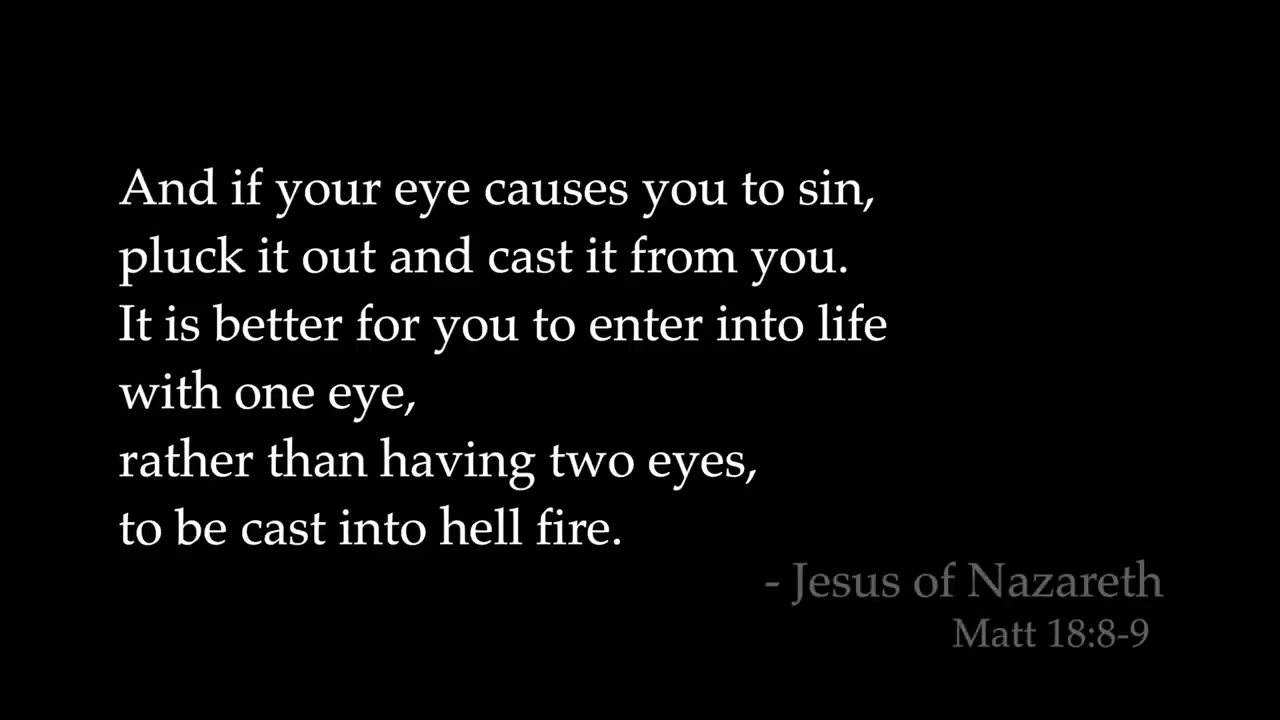 And if your eye causes you to sin,
pluck it out and cast it from you.
It is better for you to enter into life
with one eye,
rather than having two eyes,
to be cast into hell fire.
- Jesus of Nazareth
Matt 18:8-9